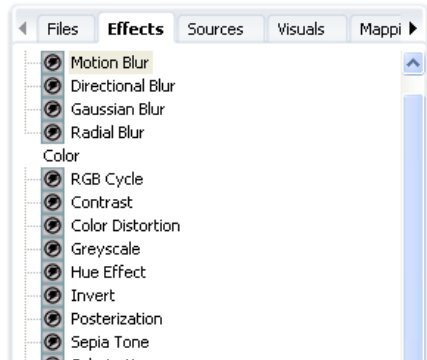 Files Effects Sources Visuals Mappi
Motion Blur
Directional Blur
Gaussian Blur
Radial Blur
Color
RGB Cycle
Contrast
Color Distortion
Greyscale
Hue Effect
Invert
Posterization
Sepia Tone